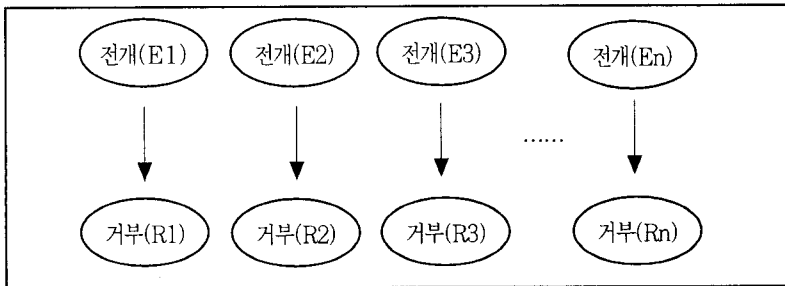 전개(E1) 전개(E2) 전개(E3) 전개(En)
......
거부(R1) 거부(R2) 거부(R3) 거부(Rn)